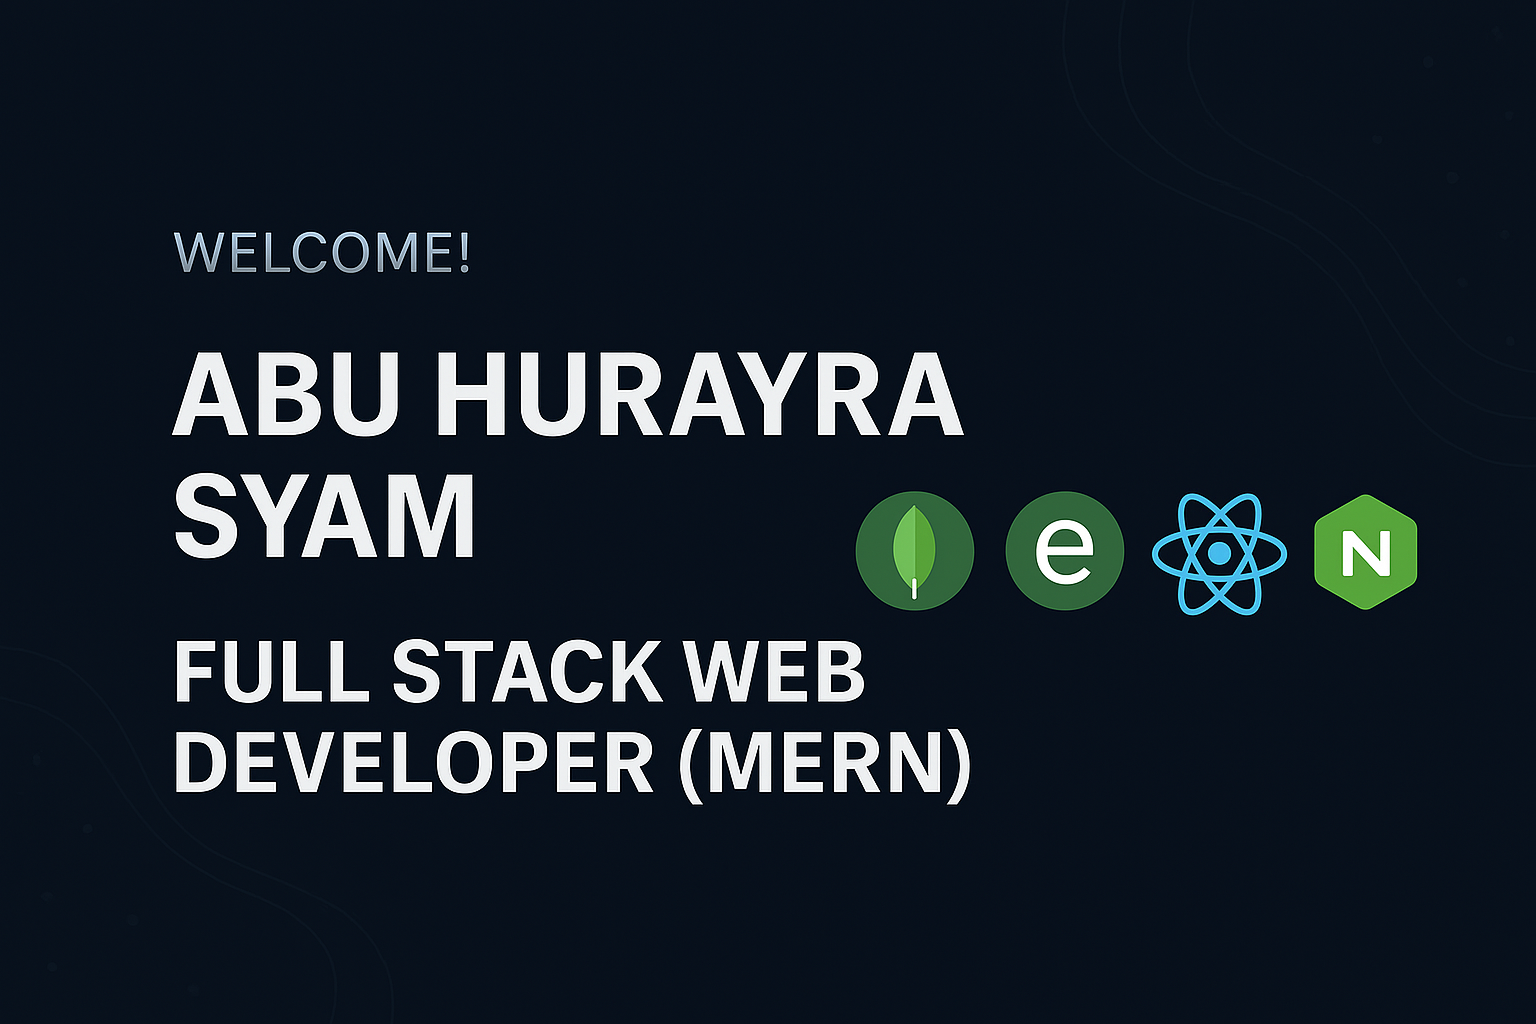 WELCOME!
ABU HURAYRA
SYAM
e
N
FULL STACK WEB
DEVELOPER (MERN)